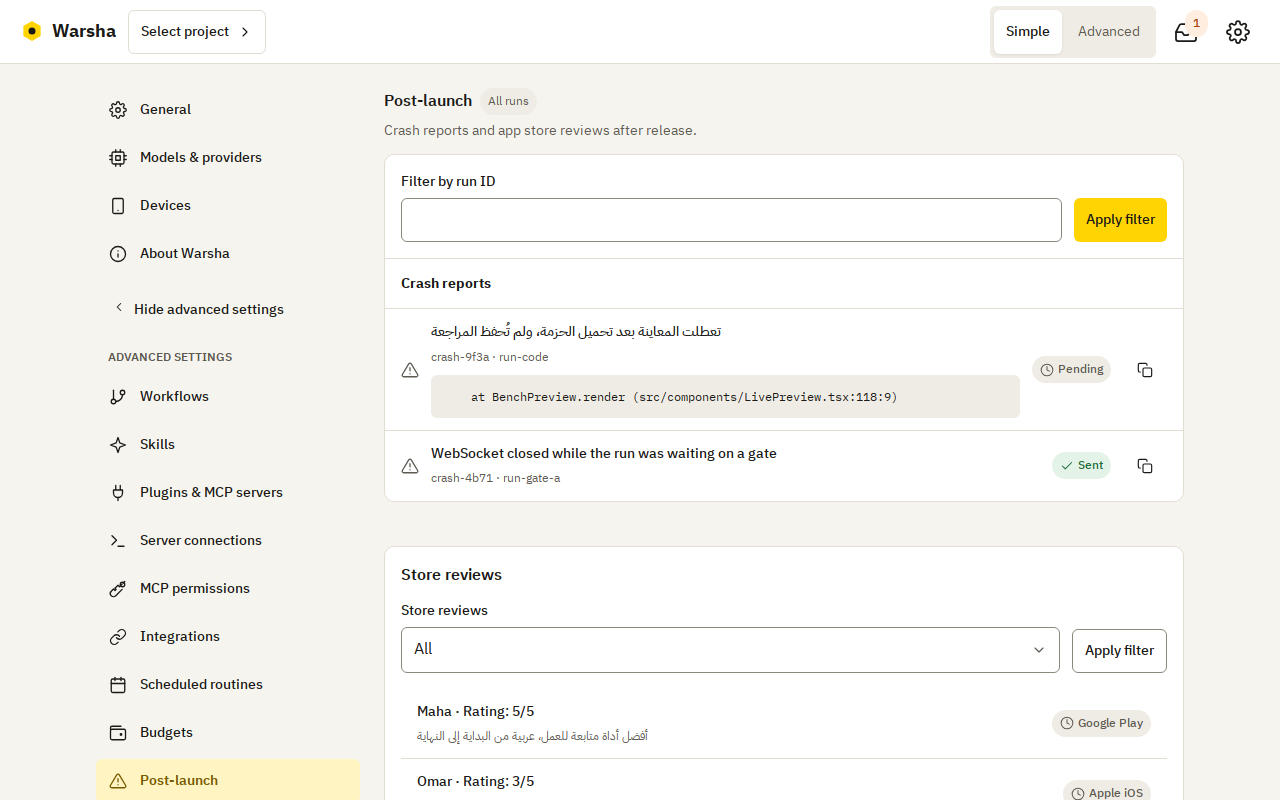 Warsha
Select project
Simple
Advanced
1
General
Models & providers
Devices
About Warsha
Hide advanced settings
ADVANCED SETTINGS
Workflows
Skills
Plugins & MCP servers
Server connections
MCP permissions
Integrations
Scheduled routines
Budgets
Post-launch
Post-launch
All runs
Crash reports and app store reviews after release.
Filter by run ID
Apply filter
Crash reports
تعطلت المعاينة بعد تحميل الحزمة، ولم تُحفظ المراجعة
crash-9f3a · run-code
at BenchPreview.render (src/components/LivePreview.tsx:118:9)
Pending
WebSocket closed while the run was waiting on a gate
crash-4b71 · run-gate-a
Sent
Store reviews
Store reviews
All
Apply filter
Maha · Rating: 5/5
أفضل أداة متابعة للعمل، عربية من البداية إلى النهاية
Google Play
Omar · Rating: 3/5
Apple iOS